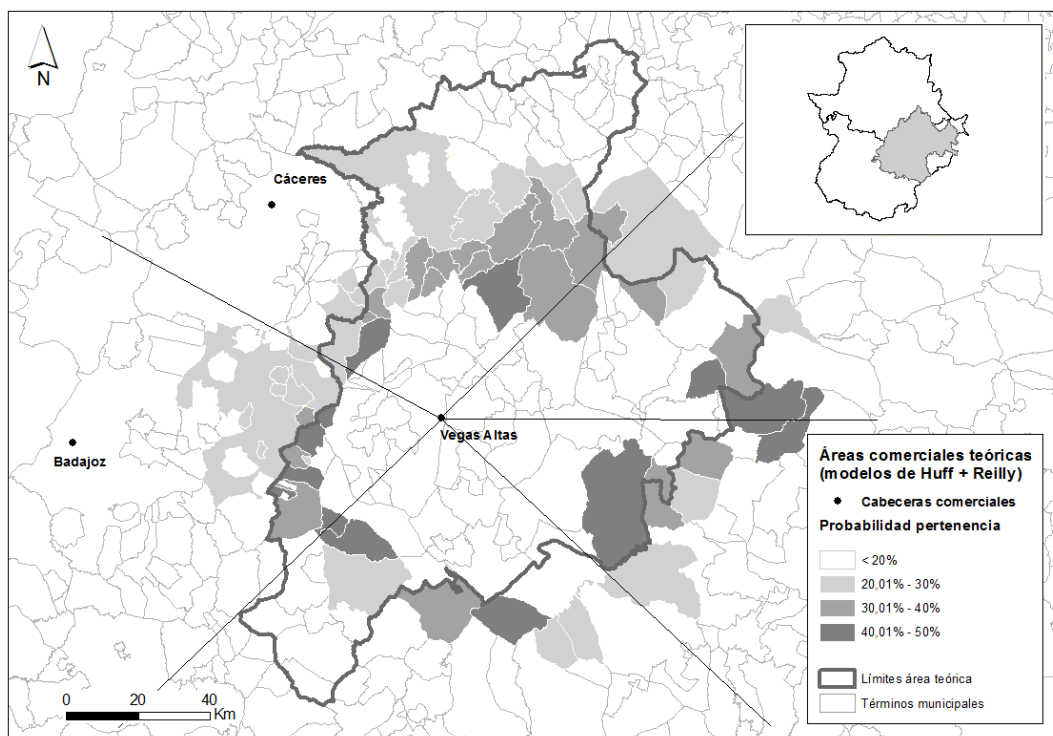 N
Cáceres
Vegas Altas
Badajoz
Áreas comerciales teóricas
(modelos de Huff + Reilly)
Cabeceras comerciales
Probabilidad pertenencia
< 20%
20,01% - 30%
30,01% - 40%
40,01% - 50%
Límites área teórica
Términos municipales
0 20 40
Km